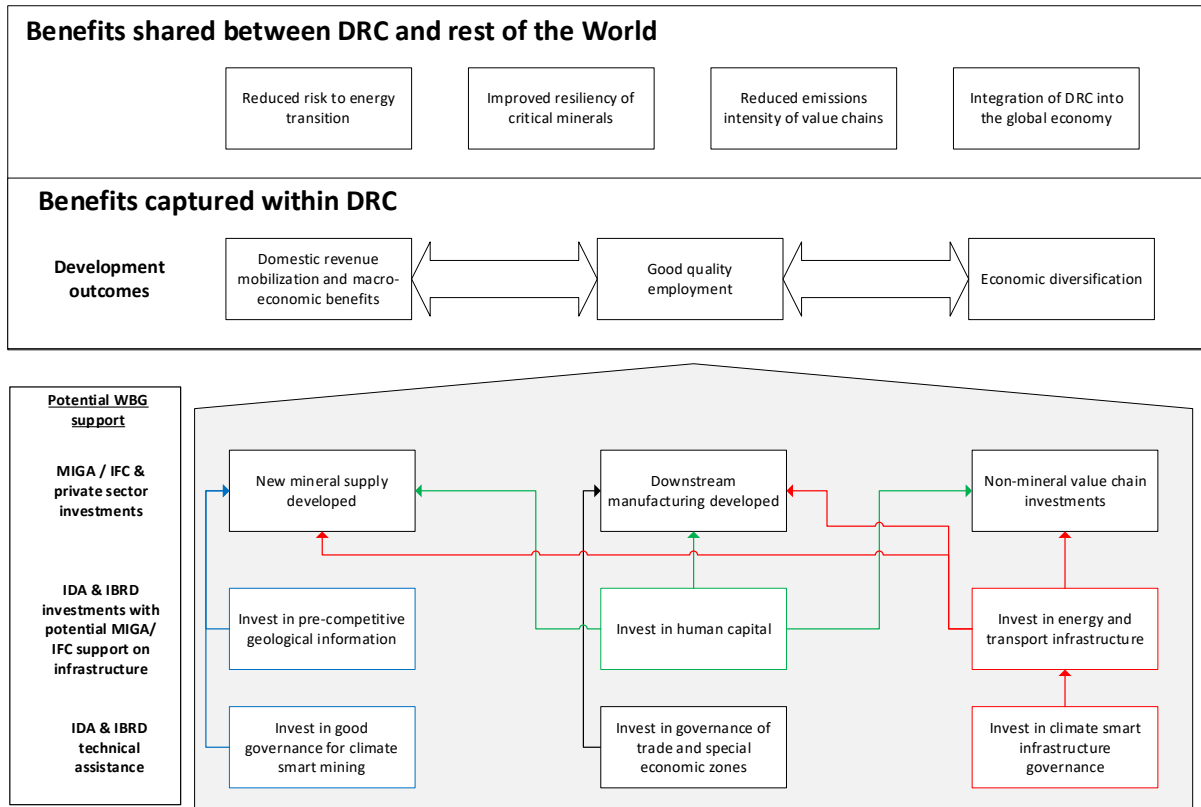 Benefits shared between DRC and rest of the World
Reduced risk to energy
transition
Improved resiliency of
critical minerals
Reduced emissions
intensity of value chains
Integration of DRC into
the global economy
Benefits captured within DRC
Development
outcomes
Domestic revenue
mobilization and macro-
economic benefits
Good quality
employment
Economic diversification
Potential WBG
support
MIGA / IFC &
private sector
investments
New mineral supply
developed
Downstream
manufacturing developed
Non-mineral value chain
investments
IDA & IBRD
investments with
potential MIGA/
IFC support on
infrastructure
Invest in pre-competitive
geological information
Invest in human capital
Invest in energy and
transport infrastructure
IDA & IBRD
technical
assistance
Invest in good
governance for climate
smart mining
Invest in governance of
trade and special
economic zones
Invest in climate smart
infrastructure
governance